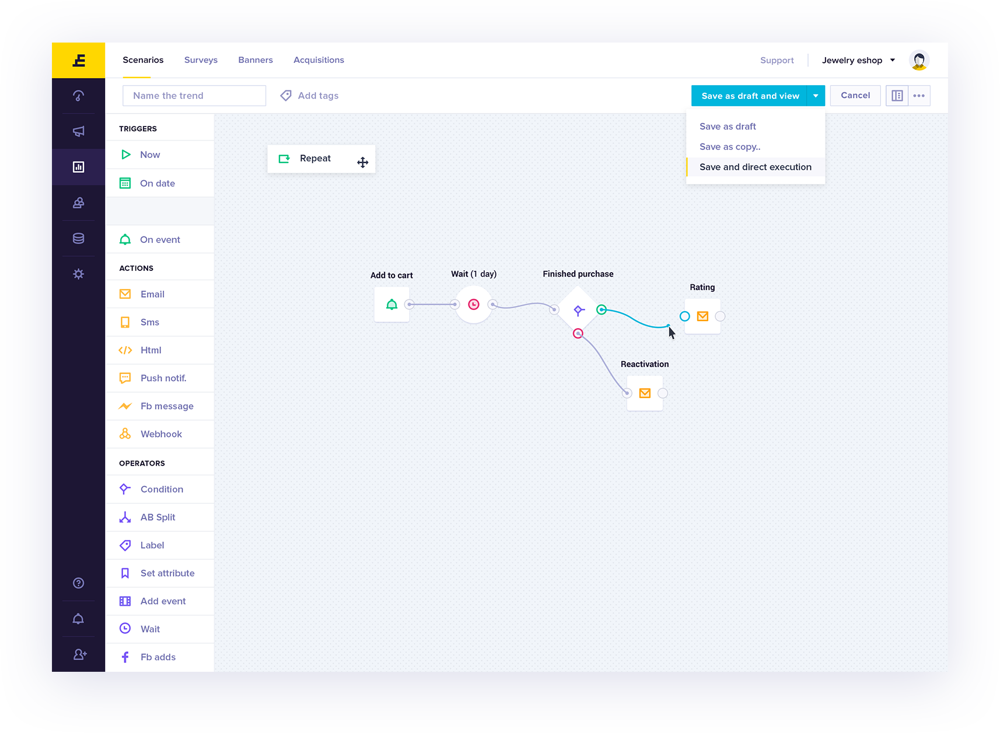 Scenarios
Surveys
Banners
Acquisitions
Support
Jewelry eshop
Name the trend
Add tags
Save as draft and view
Cancel
Save as draft
Save as copy..
Save and direct execution
TRIGGERS
Now
On date
On event
ACTIONS
Email
Sms
Html
Push notif.
Fb message
Webhook
OPERATORS
Condition
AB Split
Label
Set attribute
Add event
Wait
Fb adds
Repeat
Add to cart
Wait (1 day)
Finished purchase
Rating
Reactivation